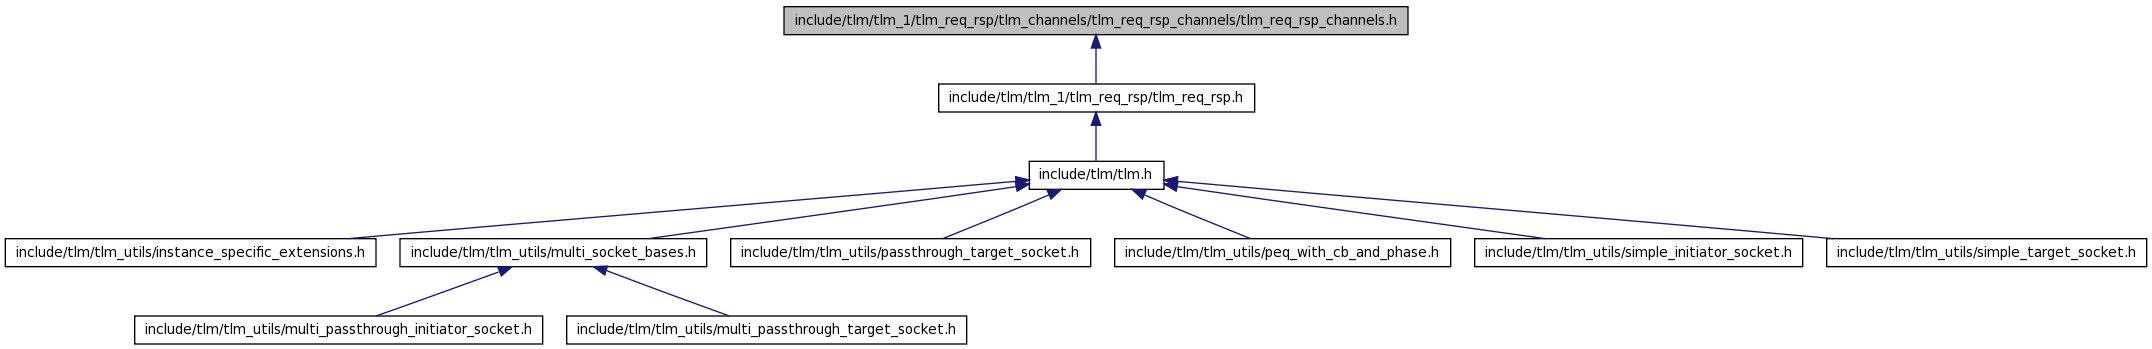 include/tlm/tlm_1/tlm_req_rsp/tlm_channels/tlm_req_rsp_channels/tlm_req_rsp_channels.h
include/tlm/tlm_1/tlm_req_rsp/tlm_req_rsp.h
include/tlm/tlm.h
include/tlm/tlm_utils/instance_specific_extensions.h
include/tlm/tlm_utils/multi_socket_bases.h
include/tlm/tlm_utils/passthrough_target_socket.h
include/tlm/tlm_utils/peq_with_cb_and_phase.h
include/tlm/tlm_utils/simple_initiator_socket.h
include/tlm/tlm_utils/simple_target_socket.h
include/tlm/tlm_utils/multi_passthrough_initiator_socket.h
include/tlm/tlm_utils/multi_passthrough_target_socket.h